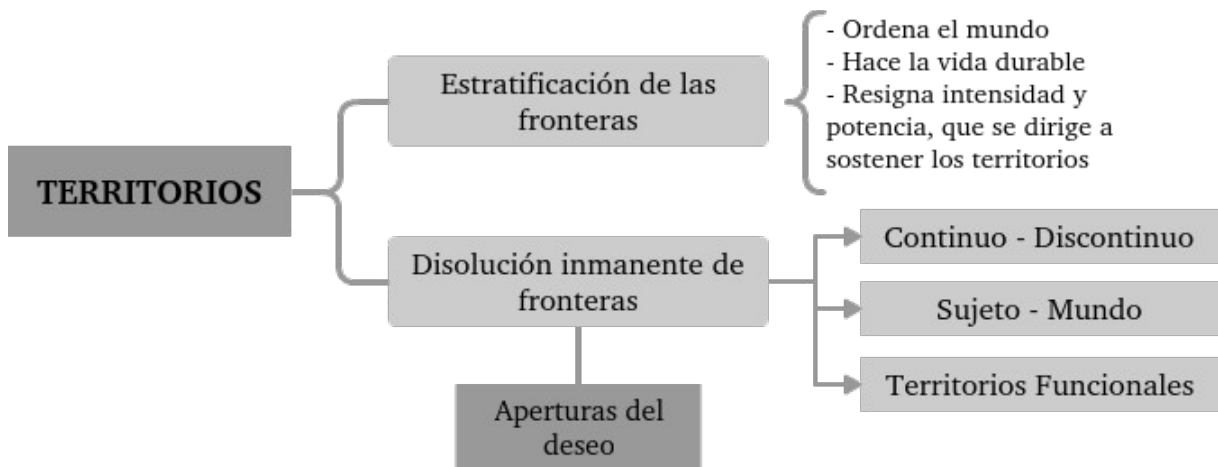 TERRITORIOS
Estratificación de las
fronteras
- Ordena el mundo
- Hace la vida durable
- Resigna intensidad y
potencia, que se dirige a
sostener los territorios
Disolución inmanente de
fronteras
Continuo - Discontinuo
Sujeto - Mundo
Territorios Funcionales
Aperturas del
deseo